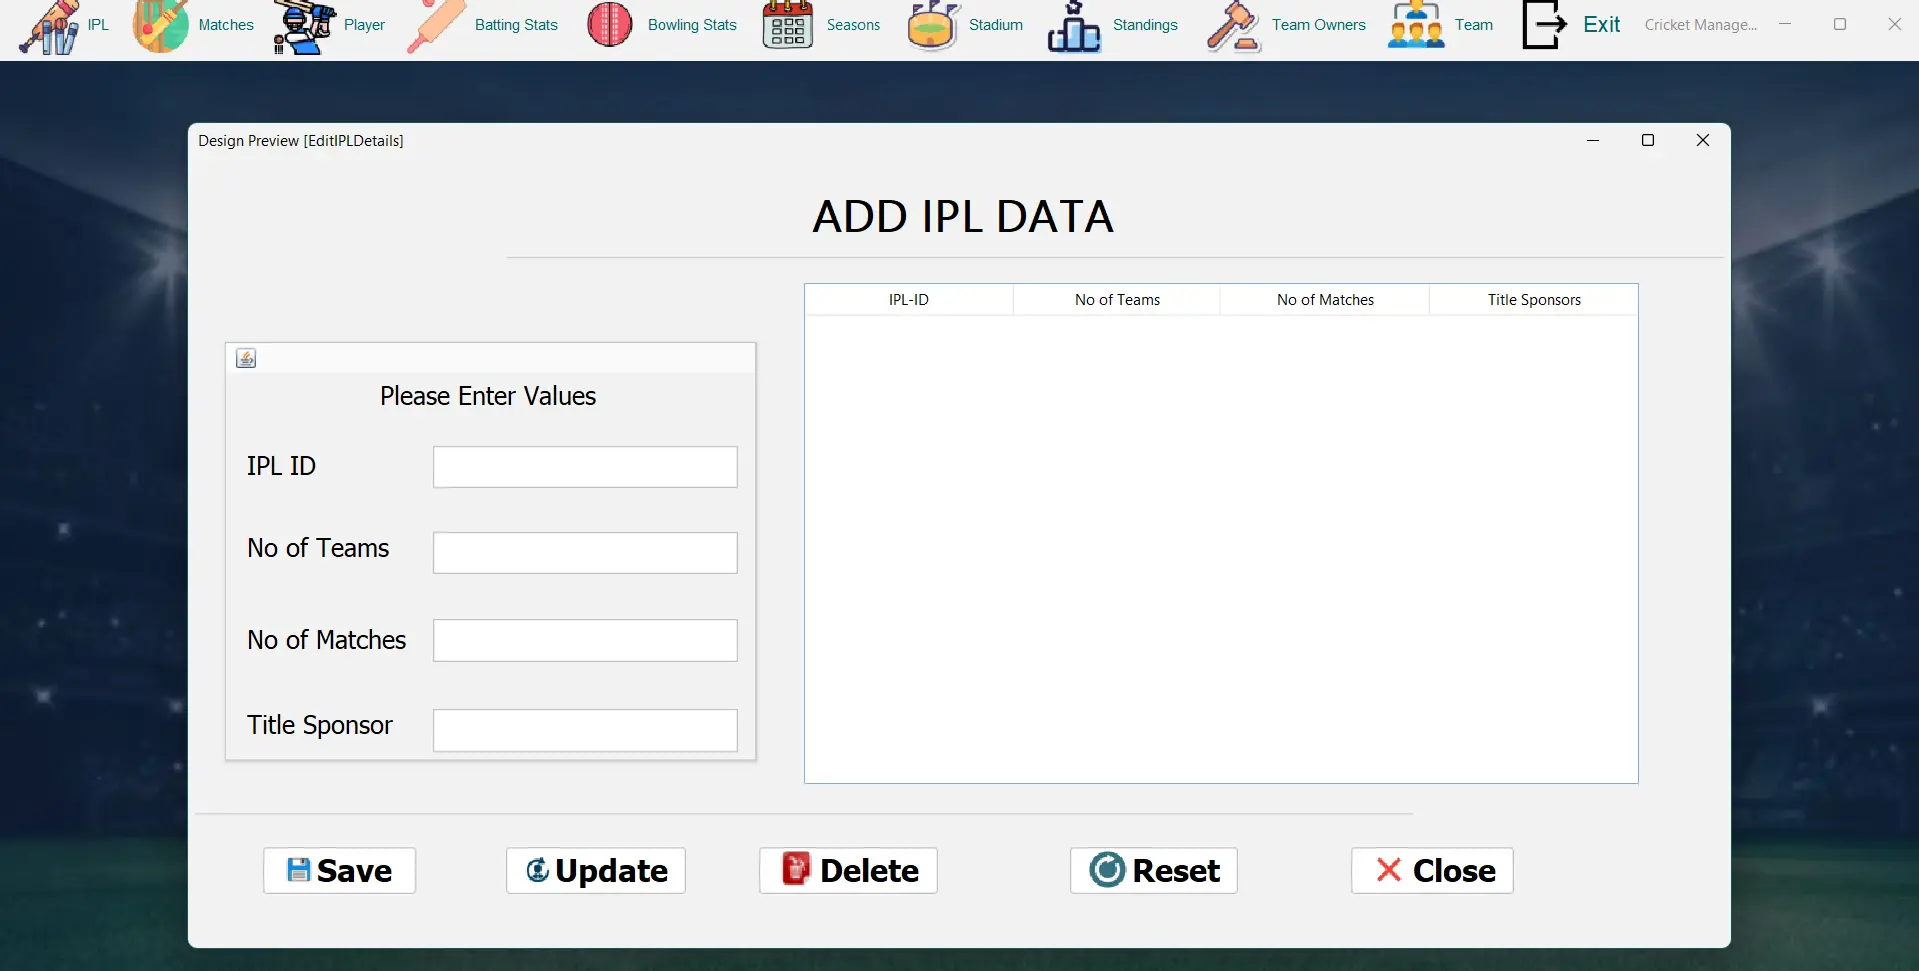 IPL Matches Player Batting Stats Bowling Stats Seasons Stadium Standings Team Owners Team Exit Cricket Manage...
Design Preview [EditIPLDetails]
ADD IPL DATA
IPL-ID No of Teams No of Matches Title Sponsors
Please Enter Values
IPL ID
No of Teams
No of Matches
Title Sponsor
Save Update Delete Reset Close